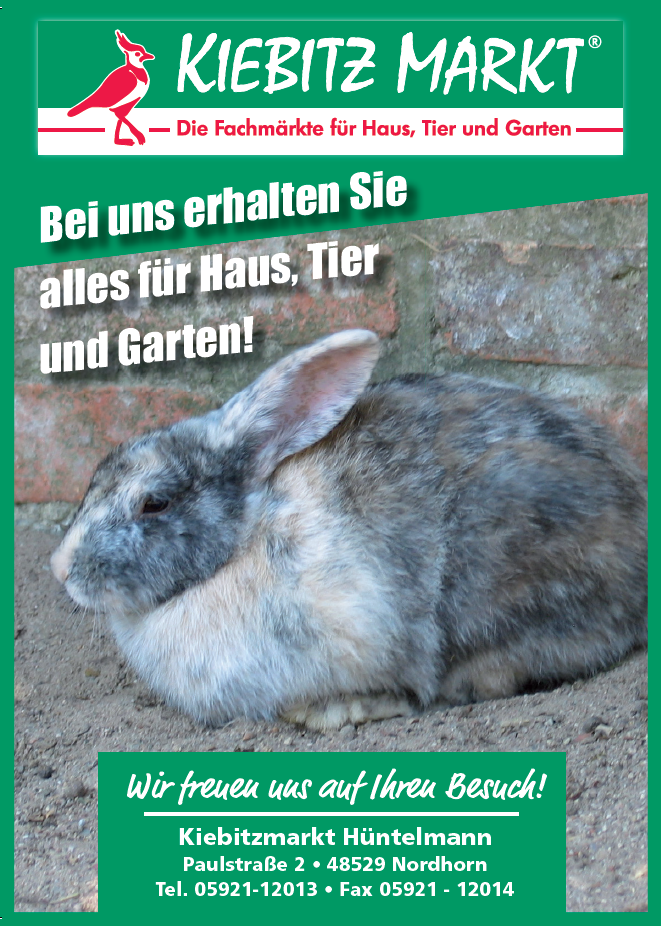 KIEBITZ MARKT®
Die Fachmärkte für Haus, Tier und Garten
Bei uns erhalten Sie
alles für Haus, Tier
und Garten!
Wir freuen uns auf Ihren Besuch!
Kiebitzmarkt Hüntelmann
Paulstraße 2 • 48529 Nordhorn
Tel. 05921-12013 • Fax 05921 - 12014